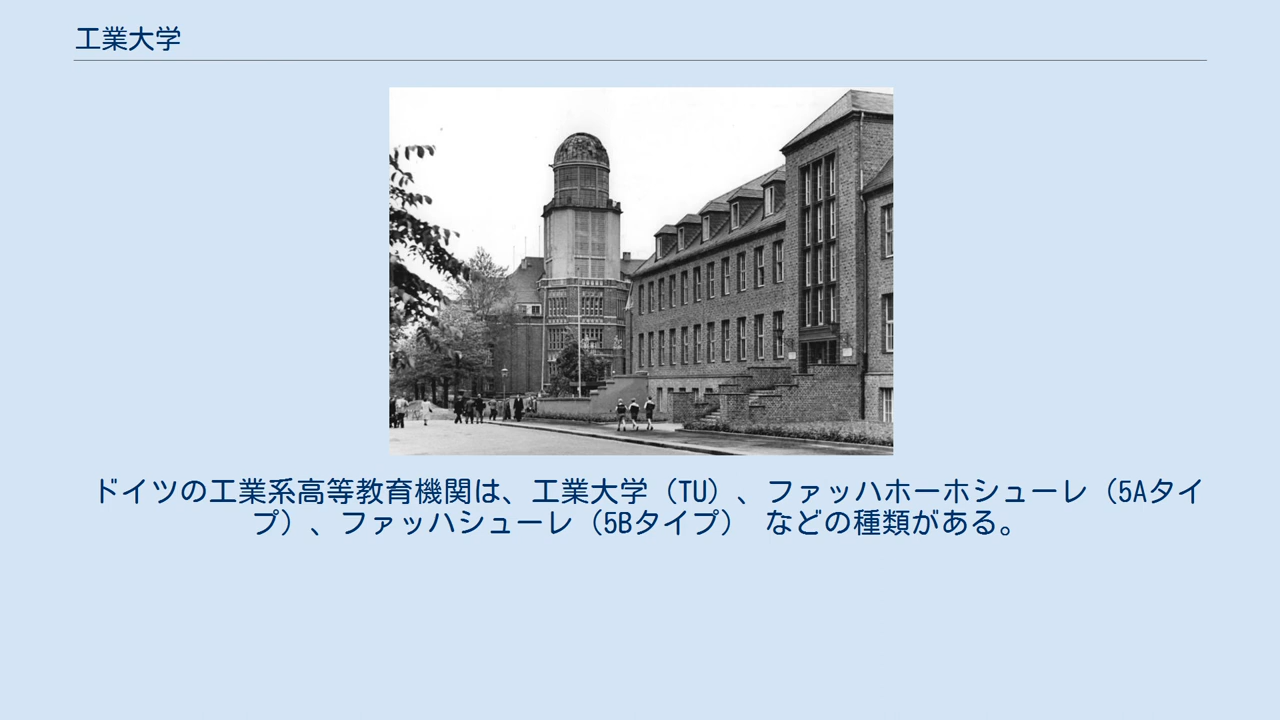 工業大学
ドイツの工業系高等教育機関は、工業大学（TU）、ファッハホーホシューレ（5Aタイ
プ）、ファッハシューレ（5Bタイプ）　などの種類がある。